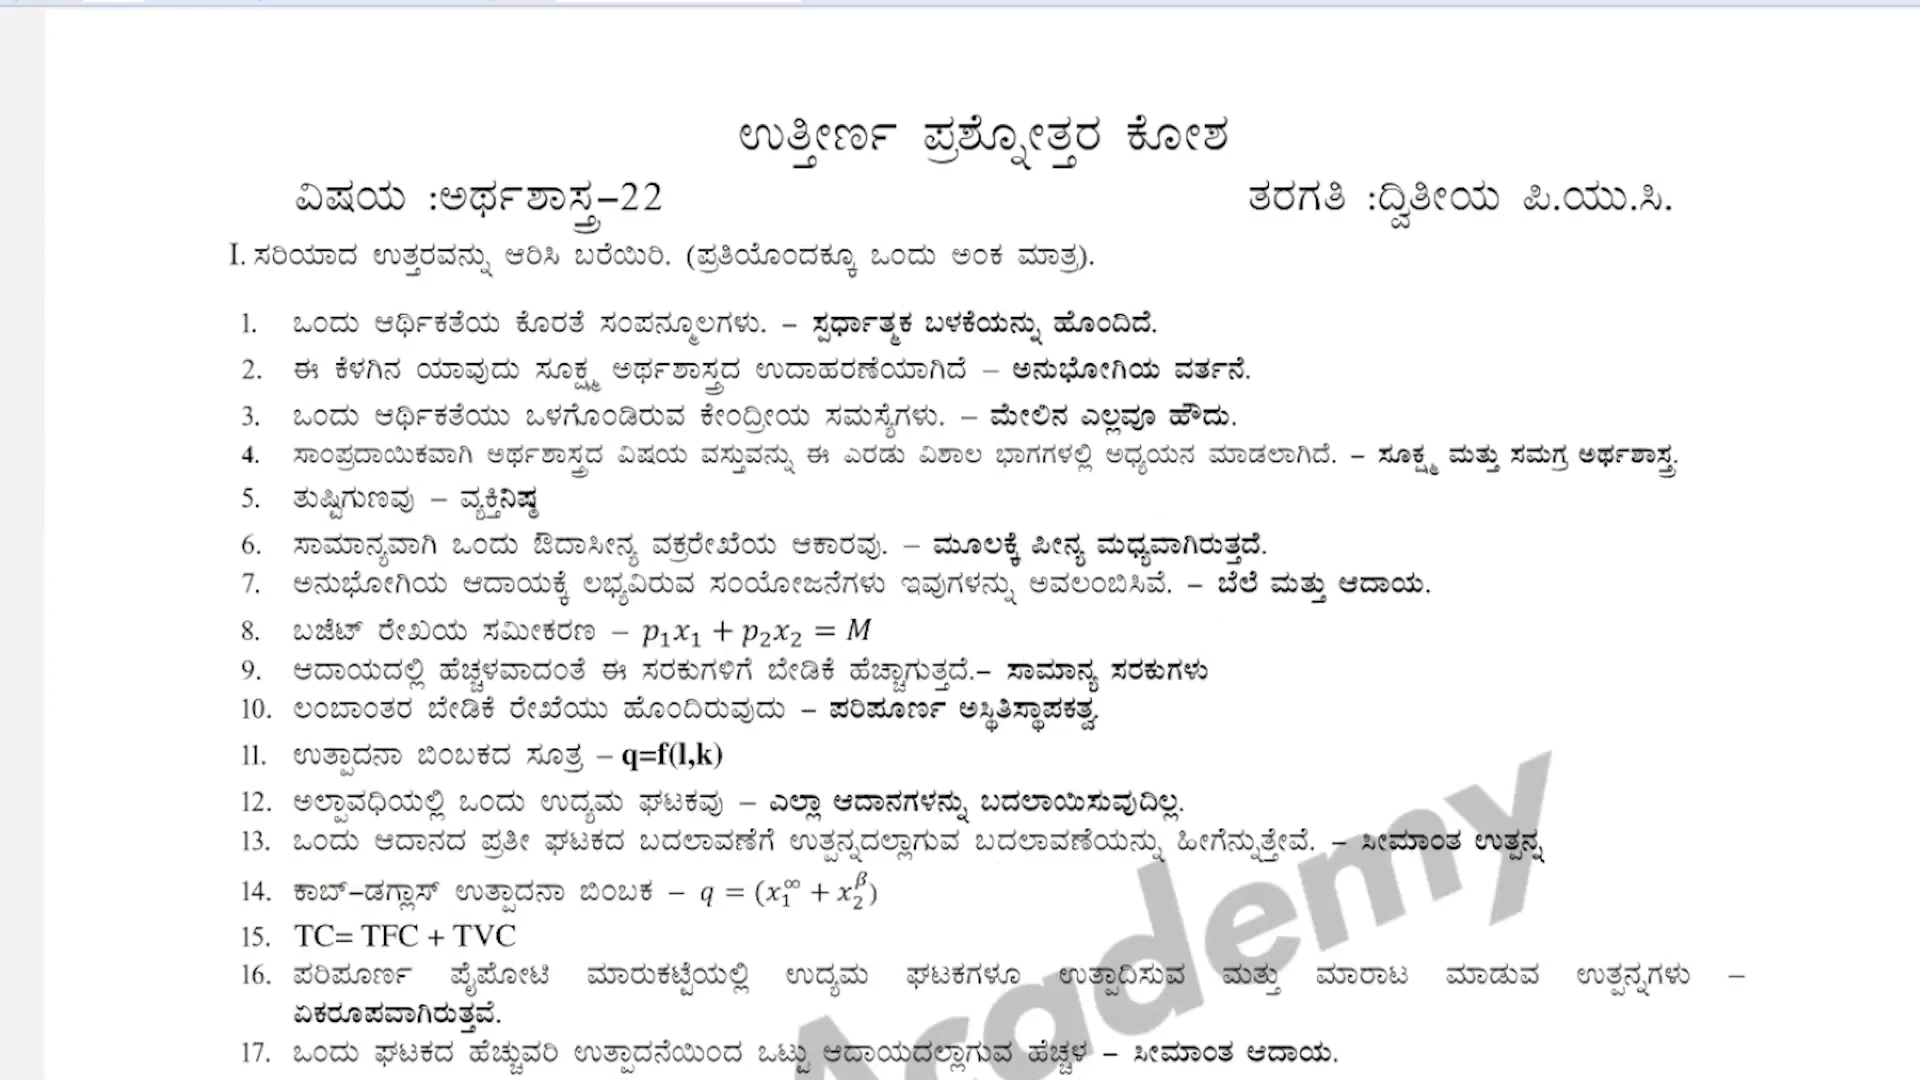 ಉತ್ತೀರ್ಣ ಪ್ರಶ್ನೋತ್ತರ ಕೋಶ
ವಿಷಯ :ಅರ್ಥಶಾಸ್ತ್ರ–22 ತರಗತಿ :ದ್ವಿತೀಯ ಪಿ.ಯು.ಸಿ.
I. ಸರಿಯಾದ ಉತ್ತರವನ್ನು ಆರಿಸಿ ಬರೆಯಿರಿ. (ಪ್ರತಿಯೊಂದಕ್ಕೂ ಒಂದು ಅಂಕ ಮಾತ್ರ).
1. ಒಂದು ಆರ್ಥಿಕತೆಯ ಕೊರತೆ ಸಂಪನ್ಮೂಲಗಳು. – ಸ್ಪರ್ಧಾತ್ಮಕ ಬಳಕೆಯನ್ನು ಹೊಂದಿದೆ.
2. ಈ ಕೆಳಗಿನ ಯಾವುದು ಸೂಕ್ಷ್ಮ ಅರ್ಥಶಾಸ್ತ್ರದ ಉದಾಹರಣೆಯಾಗಿದೆ – ಅನುಭೋಗಿಯ ವರ್ತನೆ.
3. ಒಂದು ಆರ್ಥಿಕತೆಯು ಒಳಗೊಂಡಿರುವ ಕೇಂದ್ರೀಯ ಸಮಸ್ಯೆಗಳು. – ಮೇಲಿನ ಎಲ್ಲವೂ ಹೌದು.
4. ಸಾಂಪ್ರದಾಯಿಕವಾಗಿ ಅರ್ಥಶಾಸ್ತ್ರದ ವಿಷಯ ವಸ್ತುವನ್ನು ಈ ಎರಡು ವಿಶಾಲ ಭಾಗಗಳಲ್ಲಿ ಅಧ್ಯಯನ ಮಾಡಲಾಗಿದೆ. – ಸೂಕ್ಷ್ಮ ಮತ್ತು ಸಮಗ್ರ ಅರ್ಥಶಾಸ್ತ್ರ.
5. ತುಷ್ಟಿಗುಣವು – ವ್ಯಕ್ತಿನಿಷ್ಠ
6. ಸಾಮಾನ್ಯವಾಗಿ ಒಂದು ಔದಾಸೀನ್ಯ ವಕ್ರರೇಖೆಯ ಆಕಾರವು. – ಮೂಲಕ್ಕೆ ಪೀನ್ಯ ಮಧ್ಯವಾಗಿರುತ್ತದೆ.
7. ಅನುಭೋಗಿಯ ಆದಾಯಕ್ಕೆ ಲಭ್ಯವಿರುವ ಸಂಯೋಜನೆಗಳು ಇವುಗಳನ್ನು ಅವಲಂಬಿಸಿವೆ. – ಬೆಲೆ ಮತ್ತು ಆದಾಯ.
8. ಬಜೆಟ್ ರೇಖಯ ಸಮೀಕರಣ – p₁x₁ + p₂x₂ = M
9. ಆದಾಯದಲ್ಲಿ ಹೆಚ್ಚಳವಾದಂತೆ ಈ ಸರಕುಗಳಿಗೆ ಬೇಡಿಕೆ ಹೆಚ್ಚಾಗುತ್ತದೆ.– ಸಾಮಾನ್ಯ ಸರಕುಗಳು
10. ಲಂಬಾಂತರ ಬೇಡಿಕೆ ರೇಖೆಯು ಹೊಂದಿರುವುದು – ಪರಿಪೂರ್ಣ ಅಸ್ಥಿತಿಸ್ಥಾಪಕತ್ವ.
11. ಉತ್ಪಾದನಾ ಬಿಂಬಕದ ಸೂತ್ರ – q=f(l,k)
12. ಅಲ್ಪಾವಧಿಯಲ್ಲಿ ಒಂದು ಉದ್ಯಮ ಘಟಕವು – ಎಲ್ಲಾ ಆದಾನಗಳನ್ನು ಬದಲಾಯಿಸುವುದಿಲ್ಲ.
13. ಒಂದು ಆದಾನದ ಪ್ರತೀ ಘಟಕದ ಬದಲಾವಣೆಗೆ ಉತ್ಪನ್ನದಲ್ಲಾಗುವ ಬದಲಾವಣೆಯನ್ನು ಹೀಗೆನ್ನುತ್ತೇವೆ. – ಸೀಮಾಂತ ಉತ್ಪನ್ನ
14. ಕಾಬ್–ಡಗ್ಲಾಸ್ ಉತ್ಪಾದನಾ ಬಿಂಬಕ – q = (x₁^∞ + x₂^β)
15. TC= TFC + TVC
16. ಪರಿಪೂರ್ಣ ಪೈಪೋಟಿ ಮಾರುಕಟ್ಟೆಯಲ್ಲಿ ಉದ್ಯಮ ಘಟಕಗಳೂ ಉತ್ಪಾದಿಸುವ ಮತ್ತು ಮಾರಾಟ ಮಾಡುವ ಉತ್ಪನ್ನಗಳು –
ಏಕರೂಪವಾಗಿರುತ್ತವೆ.
17. ಒಂದು ಘಟಕದ ಹೆಚ್ಚುವರಿ ಉತ್ಪಾದನೆಯಿಂದ ಒಟ್ಟು ಆದಾಯದಲ್ಲಾಗುವ ಹೆಚ್ಚಳ – ಸೀಮಾಂತ ಆದಾಯ.
Academy